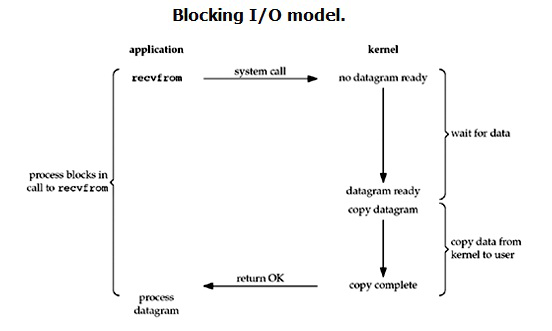 Blocking I/O model.
application
kernel
recvfrom
system call
no datagram ready
wait for data
process blocks in
call to recvfrom
datagram ready
copy datagram
copy data from
kernel to user
return OK
copy complete
process
datagram